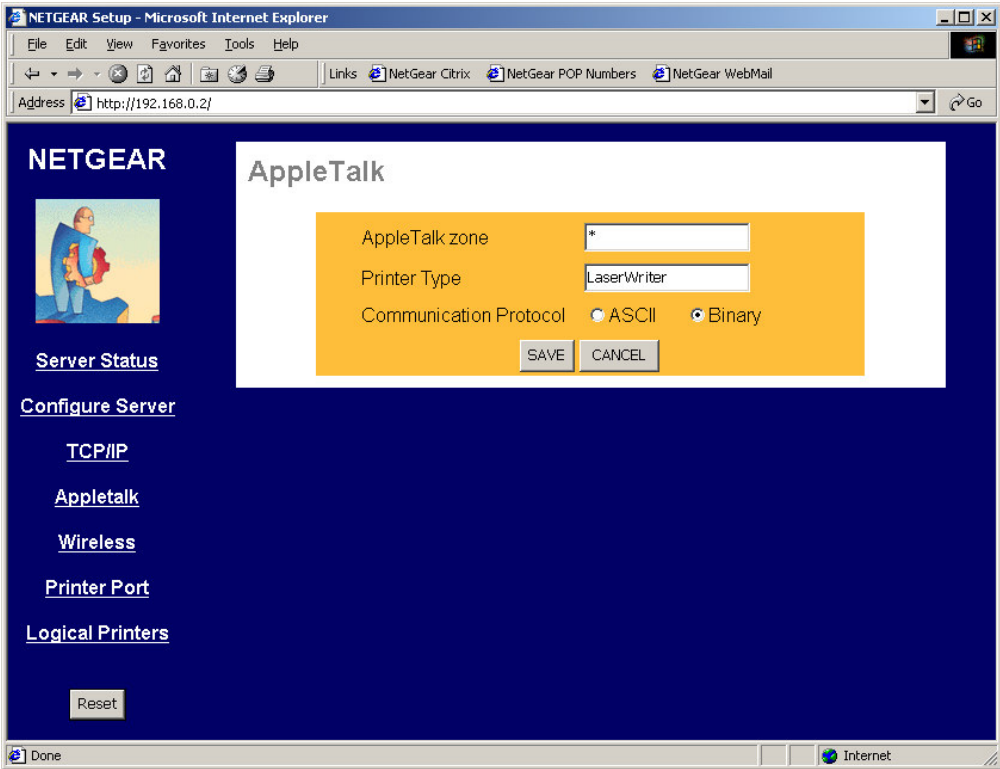 NETGEAR Setup - Microsoft Internet Explorer
File Edit View Favorites Tools Help
Links NetGear Citrix NetGear POP Numbers NetGear WebMail
Address http://192.168.0.2/ Go
NETGEAR
Server Status
Configure Server
TCP/IP
Appletalk
Wireless
Printer Port
Logical Printers
Reset
AppleTalk
AppleTalk zone *
Printer Type LaserWriter
Communication Protocol ASCII Binary
SAVE CANCEL
Done Internet